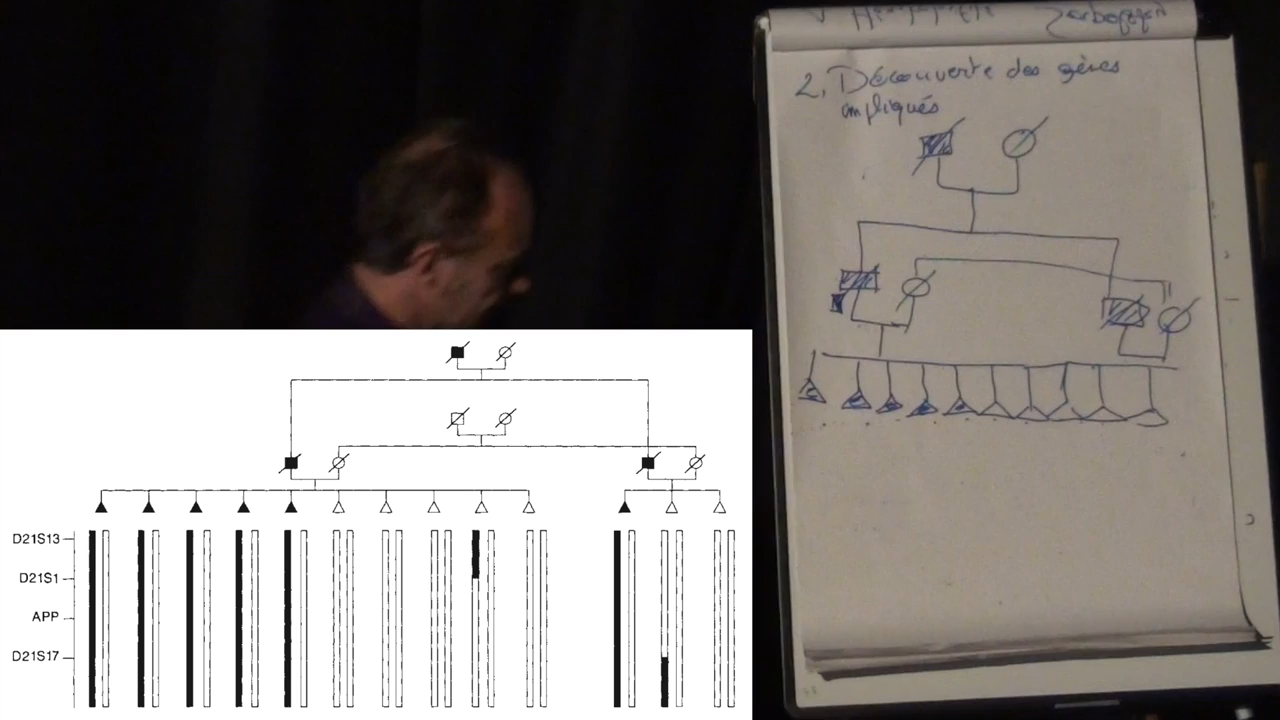 2. Découverte des gènes
impliqués
D21S13
D21S1
APP
D21S17